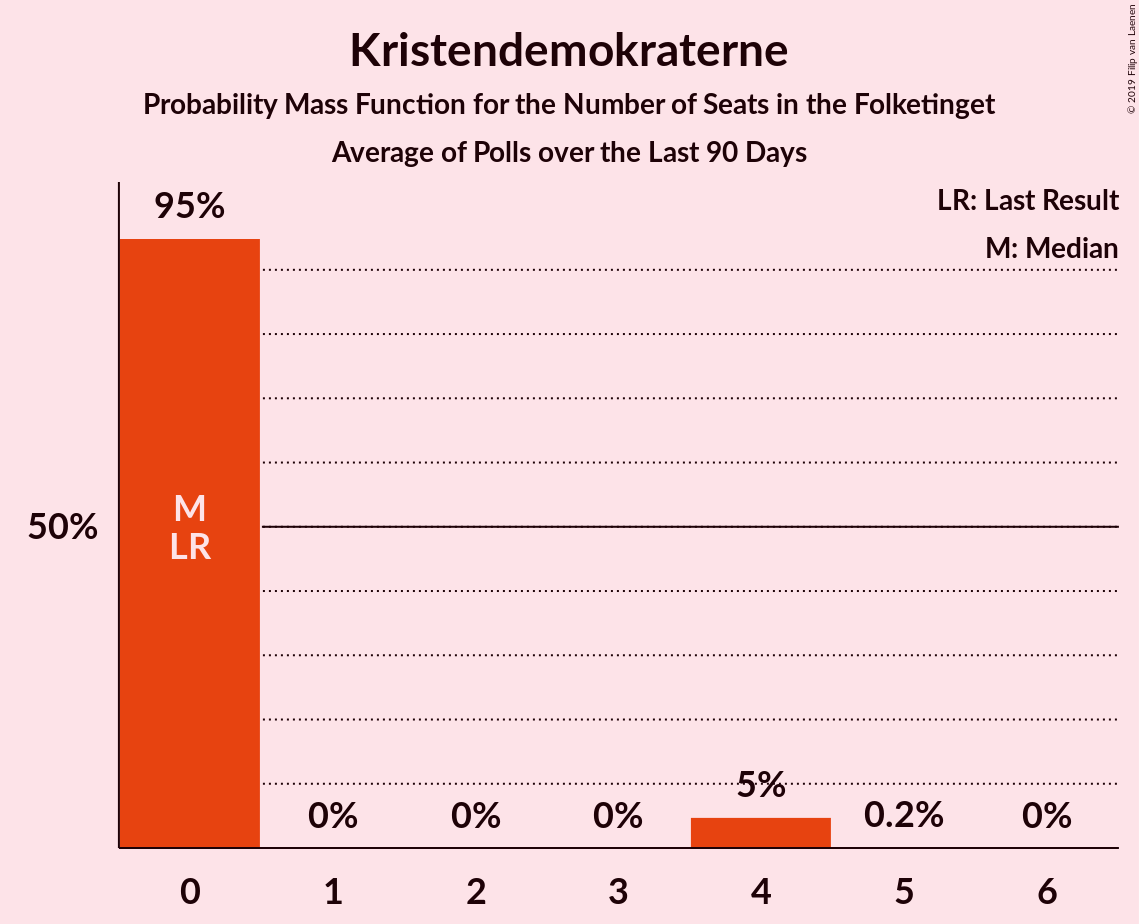 Kristendemokraterne
Probability Mass Function for the Number of Seats in the Folketinget
Average of Polls over the Last 90 Days
© 2019 Filip van Laenen
LR: Last Result
M: Median
95%
M
LR
50%
0%
0%
0%
5%
0.2%
0%
0
1
2
3
4
5
6